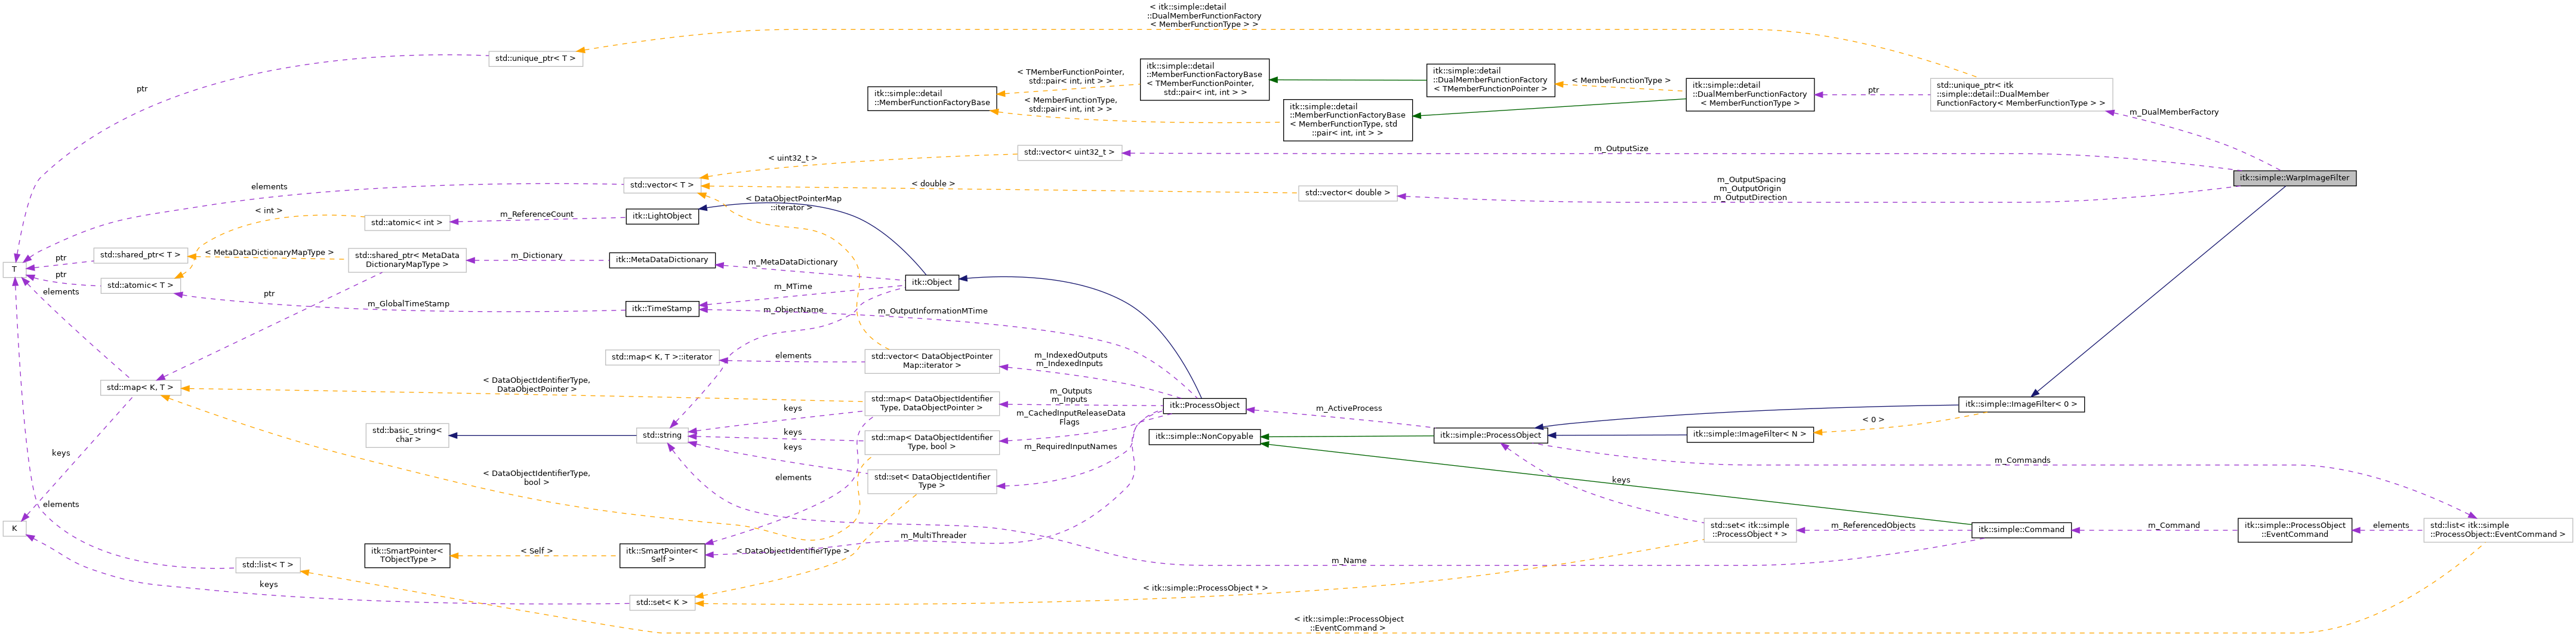 < itk::simple::detail
::DualMemberFunctionFactory
< MemberFunctionType > >
std::unique_ptr< T >
ptr
< TMemberFunctionPointer,
std::pair< int, int > >
itk::simple::detail
::MemberFunctionFactoryBase
< TMemberFunctionPointer,
std::pair< int, int > >
itk::simple::detail
::DualMemberFunctionFactory
< TMemberFunctionPointer >
< MemberFunctionType >
itk::simple::detail
::DualMemberFunctionFactory
< MemberFunctionType >
ptr
std::unique_ptr< itk
::simple::detail::DualMember
FunctionFactory< MemberFunctionType > >
itk::simple::detail
::MemberFunctionFactoryBase
< MemberFunctionType,
std::pair< int, int > >
itk::simple::detail
::MemberFunctionFactoryBase
< MemberFunctionType, std
::pair< int, int > >
m_DualMemberFactory
< uint32_t >
std::vector< uint32_t >
m_OutputSize
itk::simple::WarpImageFilter
elements
std::vector< T >
< double >
std::vector< double >
m_OutputSpacing
m_OutputOrigin
m_OutputDirection
< DataObjectPointerMap
::iterator >
< int >
std::atomic< int >
m_ReferenceCount
itk::LightObject
std::shared_ptr< T >
< MetaDataDictionaryMapType >
std::shared_ptr< MetaData
DictionaryMapType >
m_Dictionary
itk::MetaDataDictionary
m_MetaDataDictionary
itk::Object
T
ptr
ptr
std::atomic< T >
elements
ptr
m_GlobalTimeStamp
itk::TimeStamp
m_MTime
m_ObjectName
m_OutputInformationMTime
std::map< K, T >::iterator
elements
std::vector< DataObjectPointer
Map::iterator >
m_IndexedOutputs
m_IndexedInputs
std::map< K, T >
< DataObjectIdentifierType,
DataObjectPointer >
std::map< DataObjectIdentifier
Type, DataObjectPointer >
m_Outputs
m_Inputs
itk::ProcessObject
m_ActiveProcess
itk::simple::ImageFilter< 0 >
keys
m_CachedInputReleaseData
Flags
< 0 >
std::basic_string<
char >
std::string
keys
std::map< DataObjectIdentifier
Type, bool >
itk::simple::NonCopyable
itk::simple::ProcessObject
itk::simple::ImageFilter< N >
keys
m_RequiredInputNames
keys
m_Commands
< DataObjectIdentifierType,
bool >
elements
std::set< DataObjectIdentifier
Type >
keys
elements
K
std::set< itk::simple
::ProcessObject * >
m_ReferencedObjects
itk::simple::Command
m_Command
itk::simple::ProcessObject
::EventCommand
elements
std::list< itk::simple
::ProcessObject::EventCommand >
m_MultiThreader
itk::SmartPointer<
TObjectType >
< Self >
itk::SmartPointer<
Self >
< DataObjectIdentifierType >
m_Name
std::list< T >
keys
< itk::simple::ProcessObject * >
std::set< K >
< itk::simple::ProcessObject
::EventCommand >